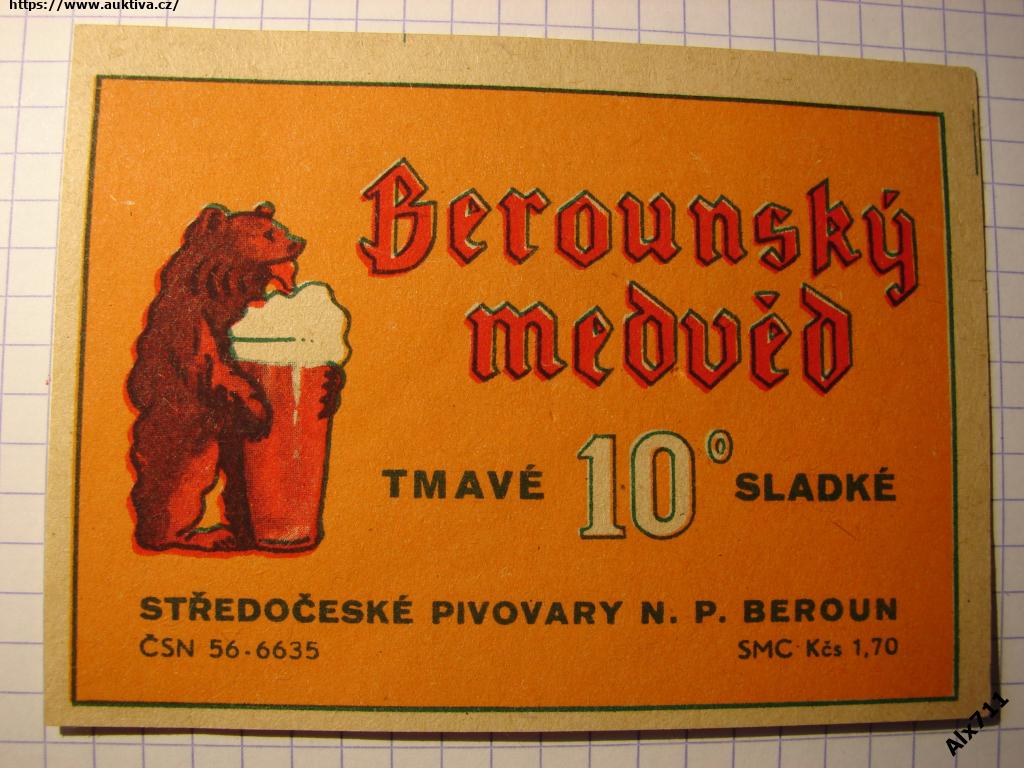 https://www.auktiva.cz/
Berounský
medvěd
TMAVÉ 10° SLADKÉ
STŘEDOČESKÉ PIVOVARY N. P. BEROUN
ČSN 56-6635 SMC Kčs 1,70
Alx711